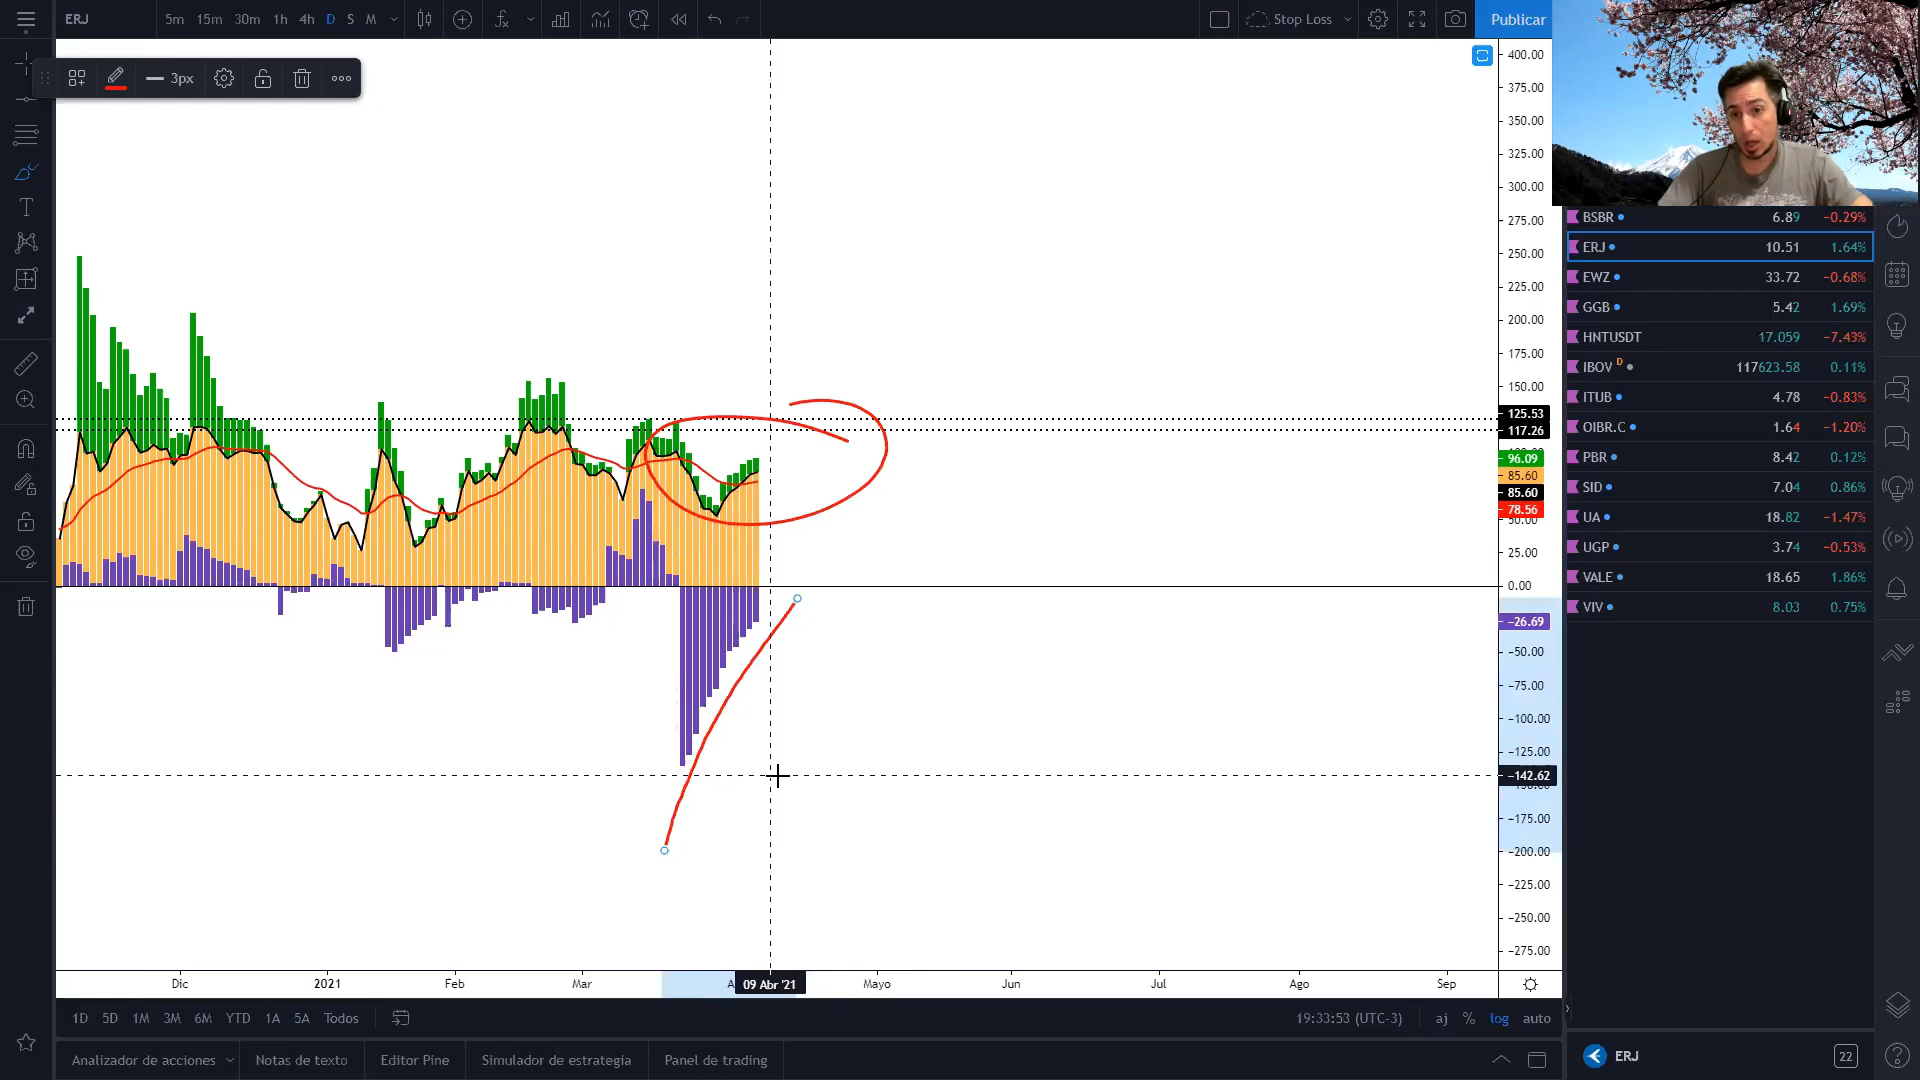 ERJ 5m 15m 30m 1h 4h D S M Stop Loss Publicar
3px
400.00
375.00
350.00
325.00
300.00
275.00
250.00
225.00
200.00
175.00
150.00
125.53
117.26
96.09
85.60
85.60
78.56
50.00
25.00
0.00
-26.69
-50.00
-75.00
-100.00
-125.00
-142.62
-175.00
-200.00
-225.00
-250.00
-275.00
Dic 2021 Feb Mar 09 Abr '21 Mayo Jun Jul Ago Sep
1D 5D 1M 3M 6M YTD 1A 5A Todos 19:33:53 (UTC-3) aj % log auto
Analizador de acciones Notas de texto Editor Pine Simulador de estrategia Panel de trading
BSBR 6.89 −0.29%
ERJ 10.51 1.64%
EWZ 33.72 −0.68%
GGB 5.42 1.69%
HNTUSDT 17.059 −7.43%
IBOV D 117623.58 0.11%
ITUB 4.78 −0.83%
OIBR.C 1.64 −1.20%
PBR 8.42 0.12%
SID 7.04 0.86%
UA 18.82 −1.47%
UGP 3.74 −0.53%
VALE 18.65 1.86%
VIV 8.03 0.75%
ERJ 22